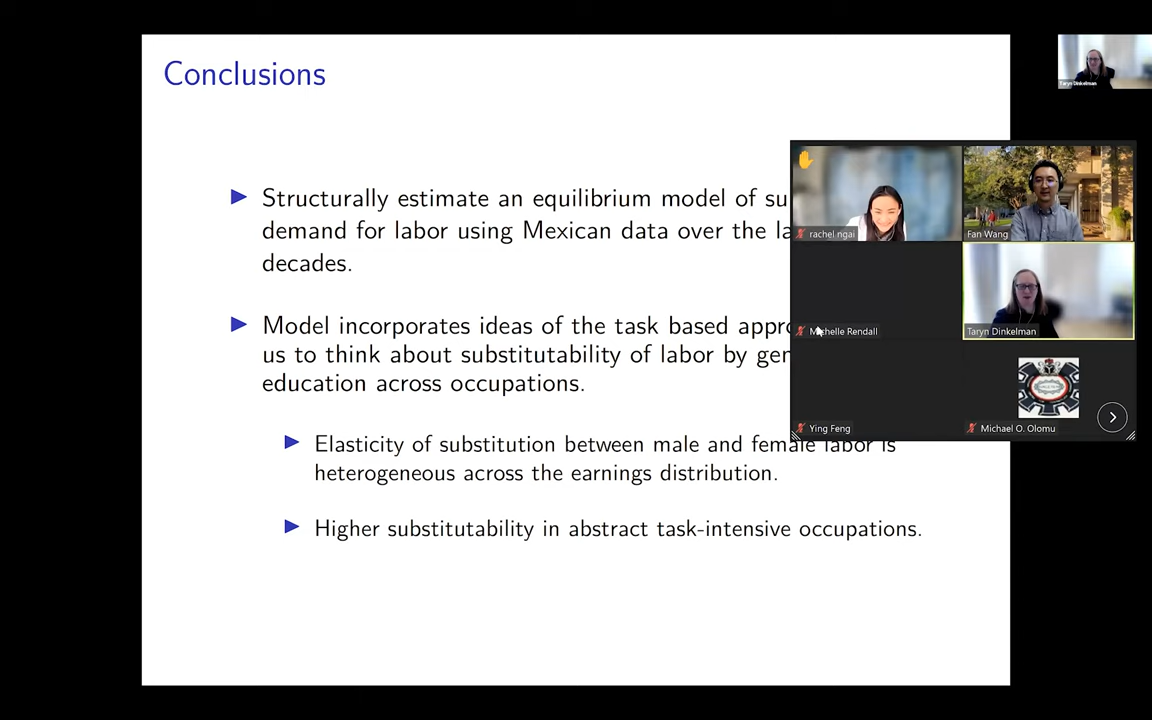 Conclusions
Taryn Dinkelman
Structurally estimate an equilibrium model of su
demand for labor using Mexican data over the la
decades.
Model incorporates ideas of the task based appro
us to think about substitutability of labor by gen
education across occupations.
Elasticity of substitution between male and female labor is
heterogeneous across the earnings distribution.
Higher substitutability in abstract task-intensive occupations.
rachel ngai
Fan Wang
Michelle Rendall
Taryn Dinkelman
Ying Feng
Michael O. Olomu